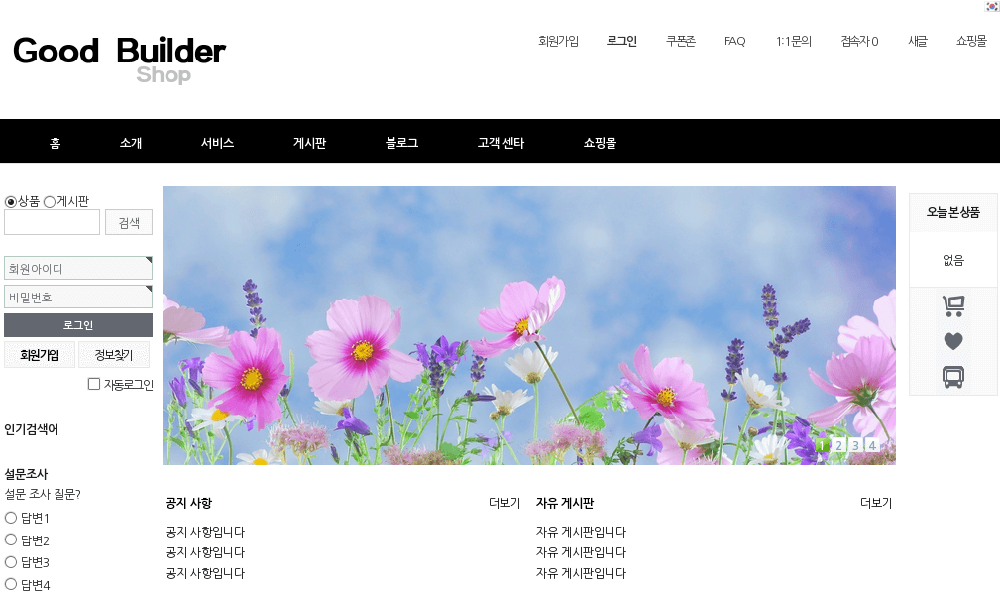 Good Builder
Shop
회원가입 로그인 쿠폰존 FAQ 1:1문의 접속자 0 새글 쇼핑몰
홈 소개 서비스 게시판 블로그 고객 센타 쇼핑몰
상품 게시판
검색
회원아이디
비밀번호
로그인
회원가입 정보찾기
자동로그인
인기검색어
설문조사
설문 조사 질문?
답변1
답변2
답변3
답변4
1 2 3 4
공지 사항 더보기
공지 사항입니다
공지 사항입니다
공지 사항입니다
자유 게시판 더보기
자유 게시판입니다
자유 게시판입니다
자유 게시판입니다
오늘본상품
없음